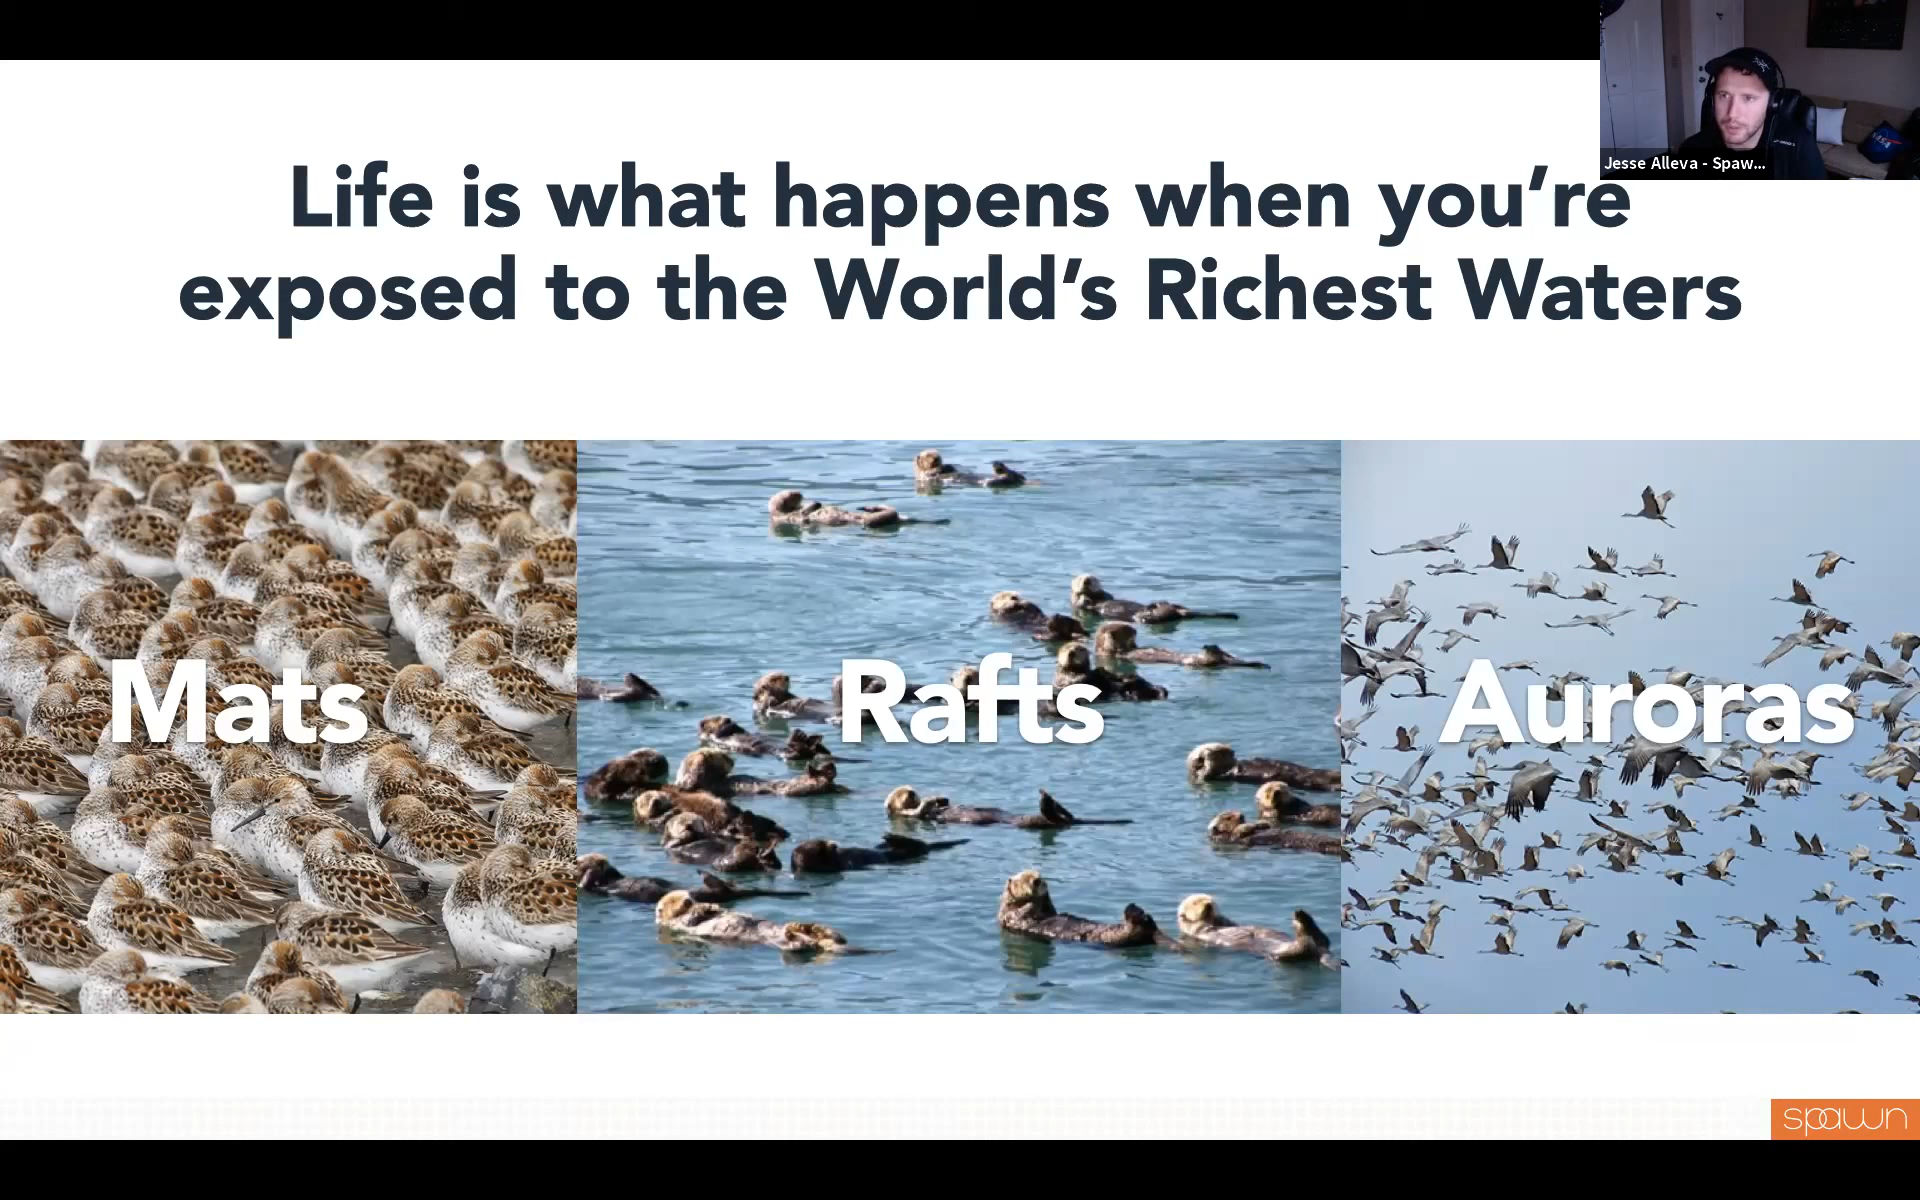 Jesse Alleva - Spaw...
Life is what happens when you’re
exposed to the World’s Richest Waters
Mats
Rafts
Auroras
spawn